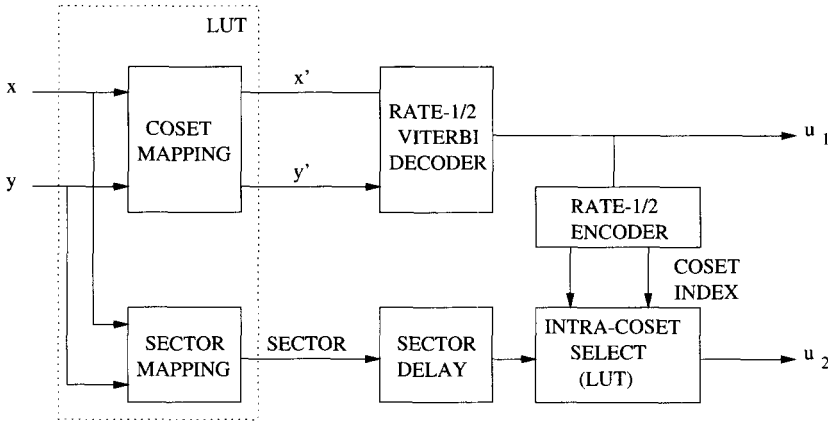 LUT
x
y
COSET
MAPPING
x'
y'
RATE-1/2
VITERBI
DECODER
u 1
RATE-1/2
ENCODER
COSET
INDEX
SECTOR
MAPPING
SECTOR
SECTOR
DELAY
INTRA-COSET
SELECT
(LUT)
u 2